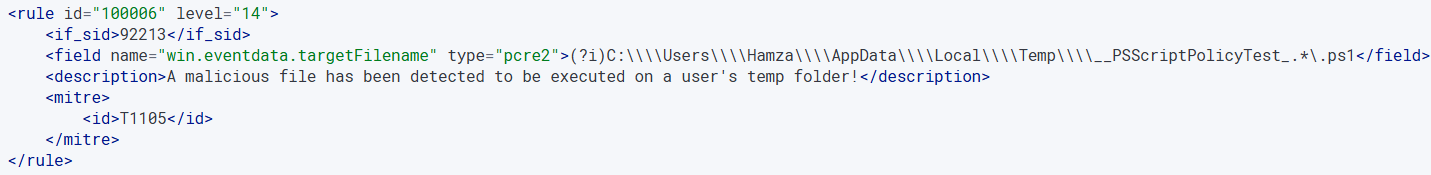 <rule id="100006" level="14">
    <if_sid>92213</if_sid>
    <field name="win.eventdata.targetFilename" type="pcre2">(?i)C:\\\\Users\\\\Hamza\\\\AppData\\\\Local\\\\Temp\\\\__PSScriptPolicyTest_.*\.ps1</field>
    <description>A malicious file has been detected to be executed on a user's temp folder!</description>
    <mitre>
        <id>T1105</id>
    </mitre>
</rule>